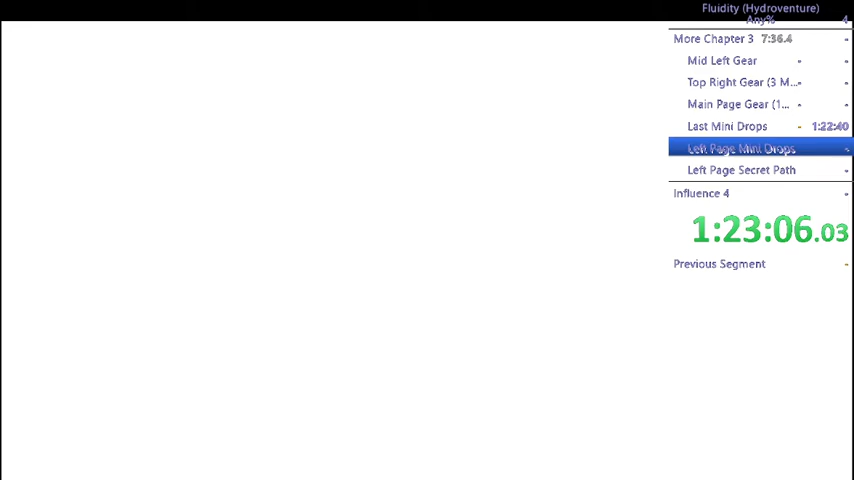 Fluidity (Hydroventure)
Any% 4
More Chapter 3 7:36.4 -
Mid Left Gear - -
Top Right Gear (3 M... - -
Main Page Gear (1... - -
Last Mini Drops - 1:22:40
Left Page Mini Drops -
Left Page Secret Path -
Influence 4 -
1:23:06.03
Previous Segment -